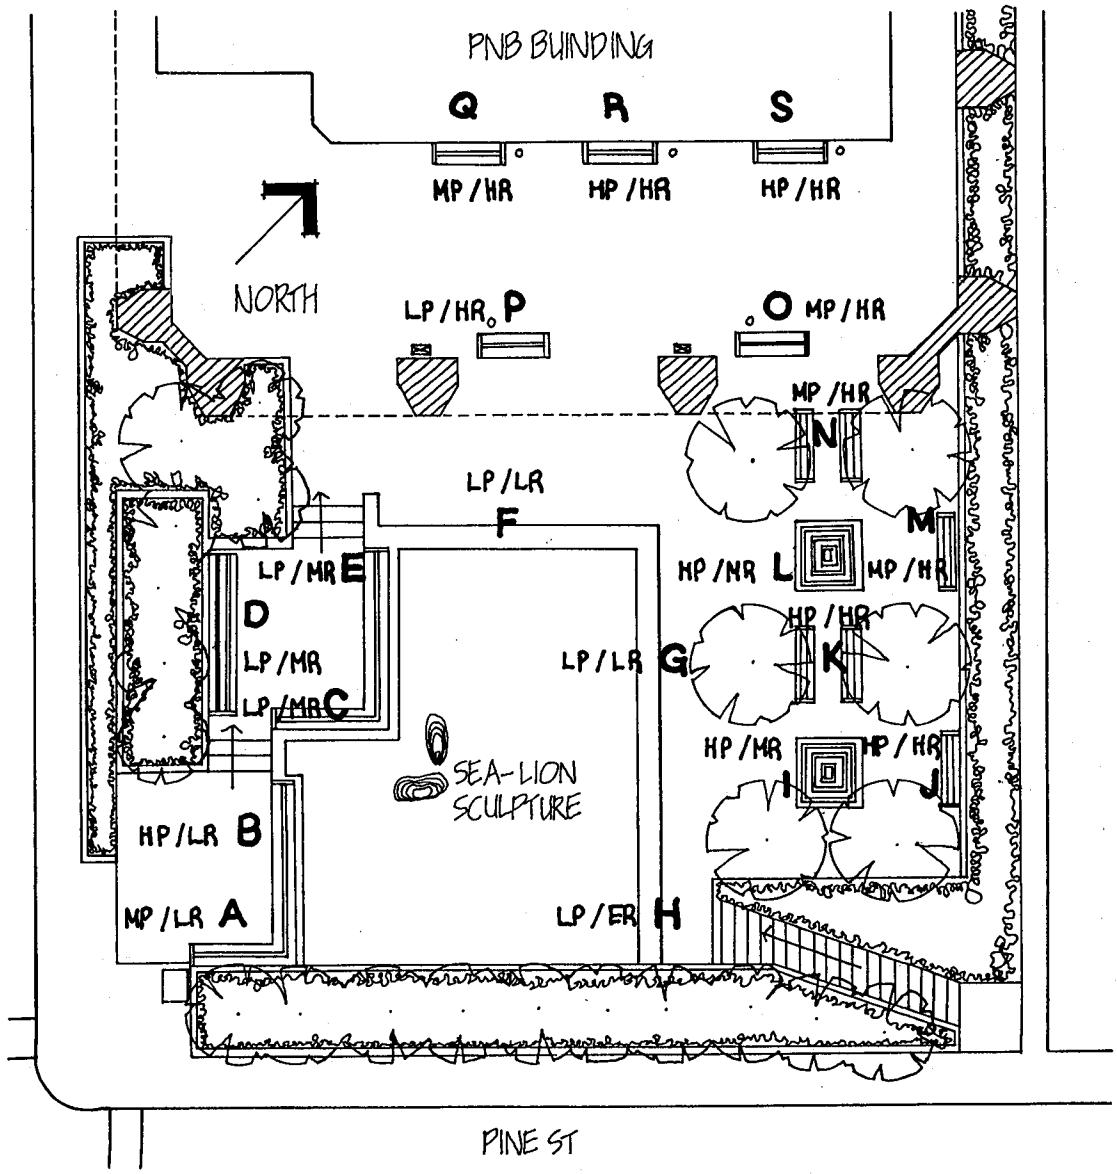 PNB BUINDING
Q R S
MP/HR HP/HR HP/HR
NORTH
LP/HR P O MP/HR
MP/HR
N
LP/LR
F M
LP/MR E HP/MR L MP/HR
D HP/HR
LP/MR LP/LR G K
LP/MR C
HP/MR HP/HR
SEA-LION I J
SCULPTURE
HP/LR B
MP/LR A LP/ER H
PINE ST